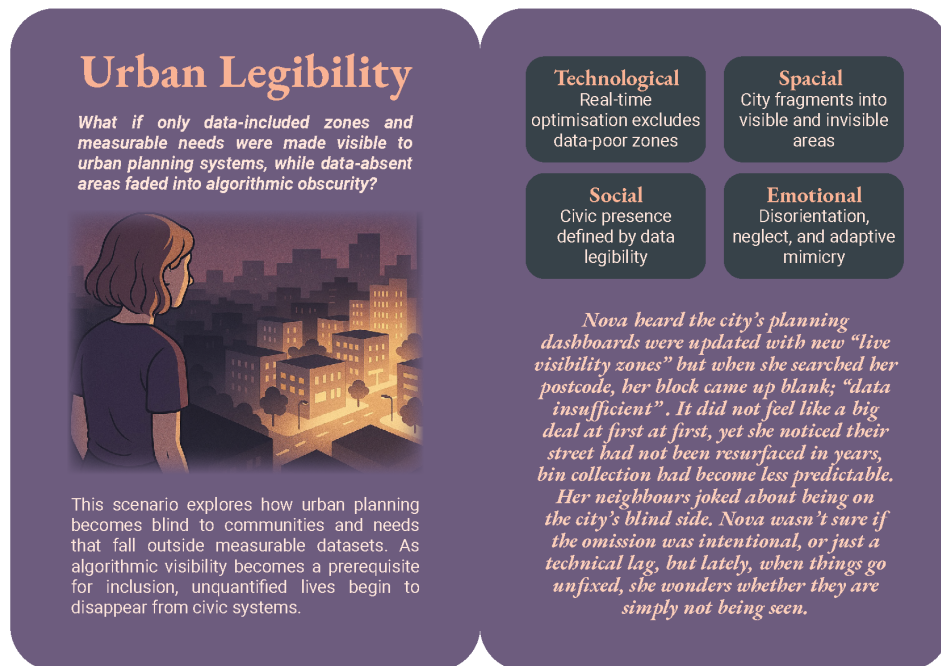 Urban Legibility
What if only data-included zones and
measurable needs were made visible to
urban planning systems, while data-absent
areas faded into algorithmic obscurity?
This scenario explores how urban planning
becomes blind to communities and needs
that fall outside measurable datasets. As
algorithmic visibility becomes a prerequisite
for inclusion, unquantified lives begin to
disappear from civic systems.
Technological
Real-time
optimisation excludes
data-poor zones
Spacial
City fragments into
visible and invisible
areas
Social
Civic presence
defined by data
legibility
Emotional
Disorientation,
neglect, and adaptive
mimicry
Nova heard the city’s planning
dashboards were updated with new “live
visibility zones” but when she searched her
postcode, her block came up blank; “data
insufficient” . It did not feel like a big
deal at first at first, yet she noticed their
street had not been resurfaced in years,
bin collection had become less predictable.
Her neighbours joked about being on
the city’s blind side. Nova wasn’t sure if
the omission was intentional, or just a
technical lag, but lately, when things go
unfixed, she wonders whether they are
simply not being seen.